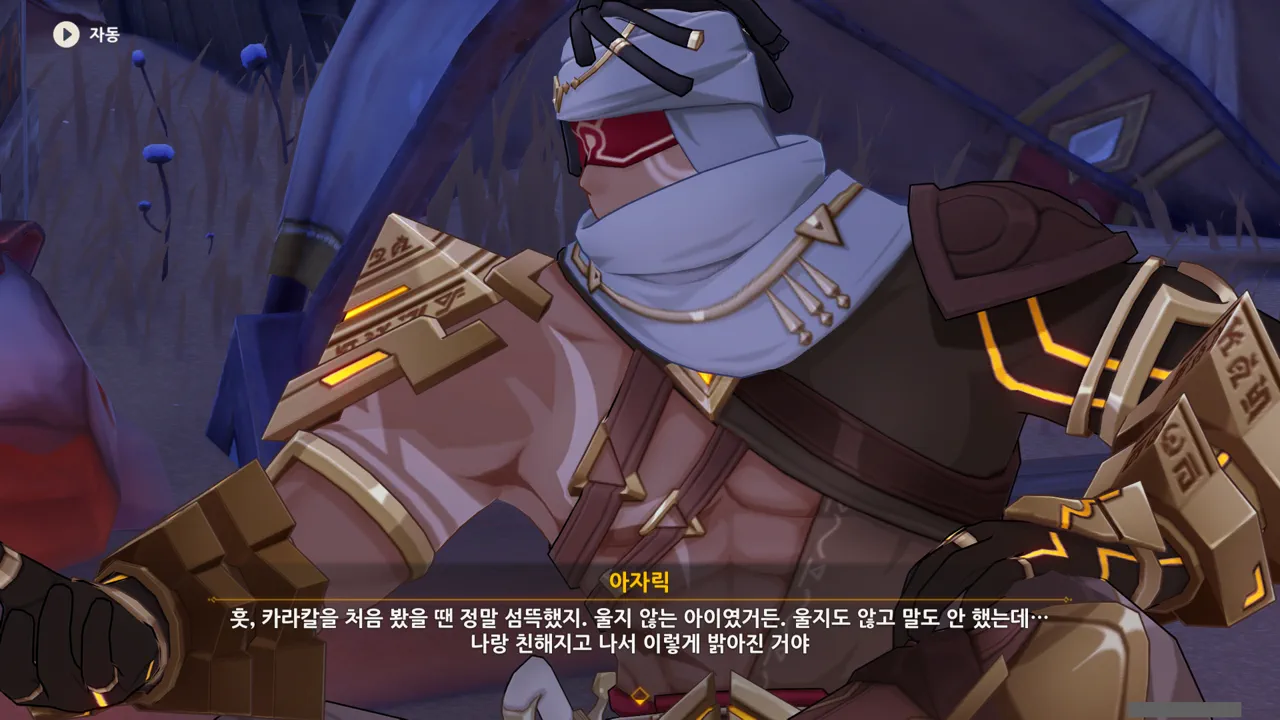 자동
아자릭
훗, 카라칼을 처음 봤을 땐 정말 섬뜩했지. 울지 않는 아이였거든. 울지도 않고 말도 안 했는데…
나랑 친해지고 나서 이렇게 밝아진 거야